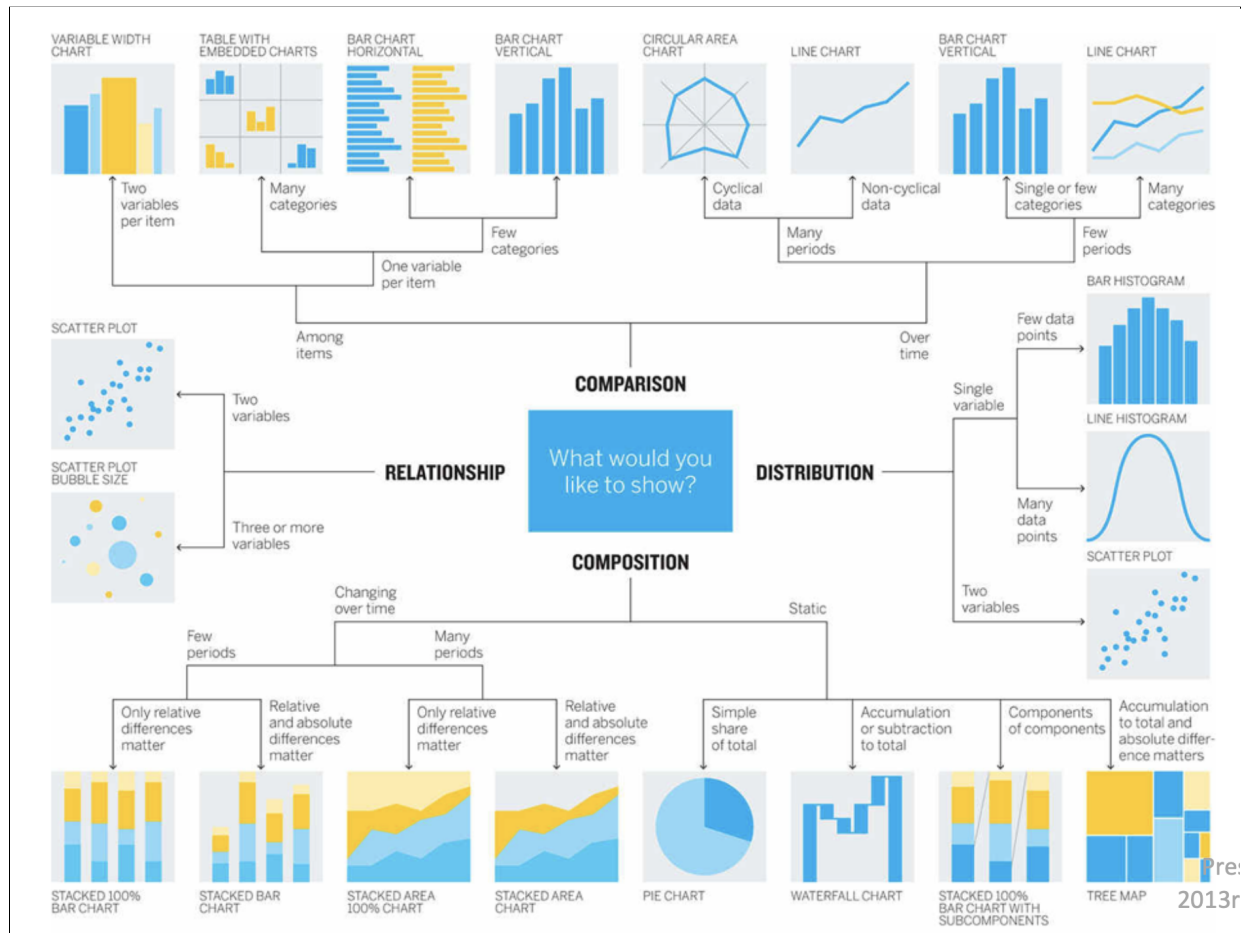 VARIABLE WIDTH
CHART
TABLE WITH
EMBEDDED CHARTS
BAR CHART
HORIZONTAL
BAR CHART
VERTICAL
CIRCULAR AREA
CHART
LINE CHART
BAR CHART
VERTICAL
LINE CHART
Two
variables
per item
Many
categories
Few
categories
One variable
per item
Cyclical
data
Non-cyclical
data
Many
periods
Single or few
categories
Many
categories
Few
periods
Among
items
Over
time
COMPARISON
SCATTER PLOT
Two
variables
SCATTER PLOT
BUBBLE SIZE
Three or more
variables
RELATIONSHIP
What would you
like to show?
DISTRIBUTION
Single
variable
Few data
points
BAR HISTOGRAM
LINE HISTOGRAM
Many
data
points
Two
variables
SCATTER PLOT
COMPOSITION
Changing
over time
Static
Few
periods
Many
periods
Only relative
differences
matter
Relative
and absolute
differences
matter
Only relative
differences
matter
Relative
and absolute
differences
matter
Simple
share
of total
Accumulation
or subtraction
to total
Components
of components
Accumulation
to total and
absolute differ-
ence matters
STACKED 100%
BAR CHART
STACKED BAR
CHART
STACKED AREA
100% CHART
STACKED AREA
CHART
PIE CHART
WATERFALL CHART
STACKED 100%
BAR CHART WITH
SUBCOMPONENTS
TREE MAP
Pres
2013r